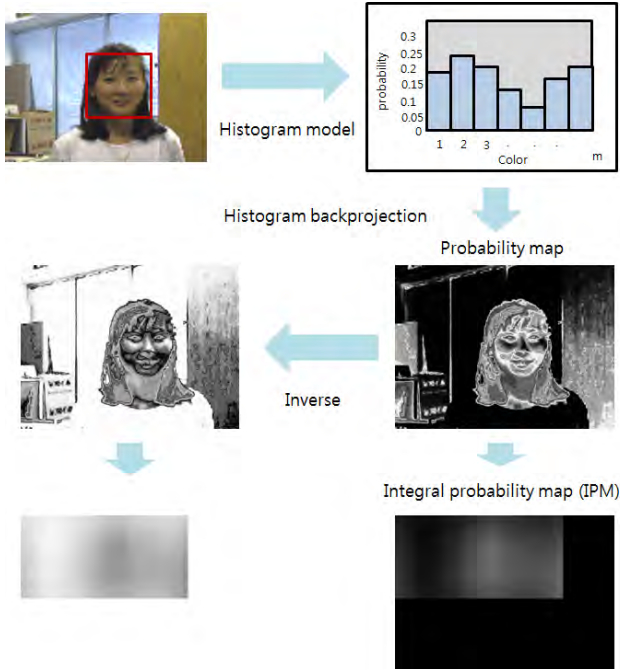 probability
0.3
0.25
0.2
0.15
0.1
0.05
0
1 2 3 . . .
m
Color
Histogram model
Histogram backprojection
Probability map
Inverse
Integral probability map (IPM)